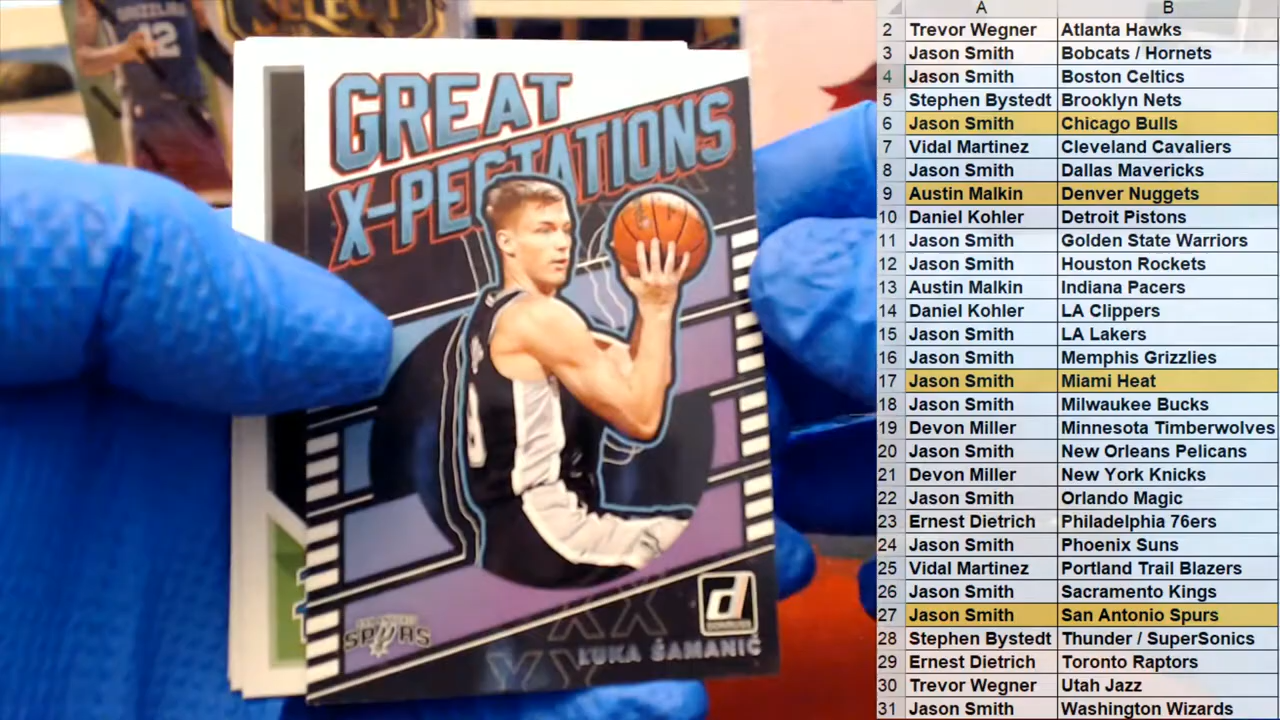 GRIZZLIES
12
SELECT
GREAT
X-PECTATIONS
SPURS
d
DONRUSS
LUKA ŠAMANIĆ
A B
2 Trevor Wegner Atlanta Hawks
3 Jason Smith Bobcats / Hornets
4 Jason Smith Boston Celtics
5 Stephen Bystedt Brooklyn Nets
6 Jason Smith Chicago Bulls
7 Vidal Martinez Cleveland Cavaliers
8 Jason Smith Dallas Mavericks
9 Austin Malkin Denver Nuggets
10 Daniel Kohler Detroit Pistons
11 Jason Smith Golden State Warriors
12 Jason Smith Houston Rockets
13 Austin Malkin Indiana Pacers
14 Daniel Kohler LA Clippers
15 Jason Smith LA Lakers
16 Jason Smith Memphis Grizzlies
17 Jason Smith Miami Heat
18 Jason Smith Milwaukee Bucks
19 Devon Miller Minnesota Timberwolves
20 Jason Smith New Orleans Pelicans
21 Devon Miller New York Knicks
22 Jason Smith Orlando Magic
23 Ernest Dietrich Philadelphia 76ers
24 Jason Smith Phoenix Suns
25 Vidal Martinez Portland Trail Blazers
26 Jason Smith Sacramento Kings
27 Jason Smith San Antonio Spurs
28 Stephen Bystedt Thunder / SuperSonics
29 Ernest Dietrich Toronto Raptors
30 Trevor Wegner Utah Jazz
31 Jason Smith Washington Wizards